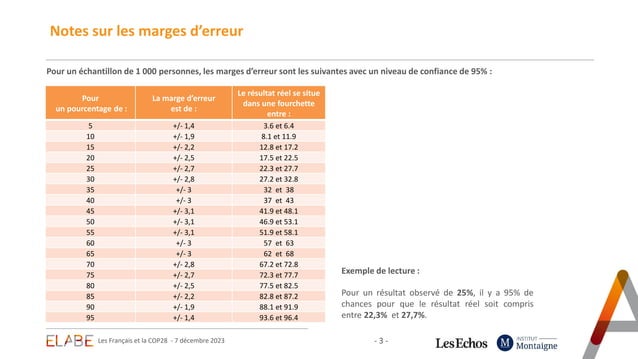 Notes sur les marges d'erreur
Pour un échantillon de 1 000 personnes, les marges d'erreur sont les suivantes avec un niveau de confiance de 95% :
Pour un pourcentage de : La marge d'erreur est de : Le résultat réel se situe dans une fourchette entre :
5 +/- 1,4 3.6 et 6.4
10 +/- 1,9 8.1 et 11.9
15 +/- 2,2 12.8 et 17.2
20 +/- 2,5 17.5 et 22.5
25 +/- 2,7 22.3 et 27.7
30 +/- 2,8 27.2 et 32.8
35 +/- 3 32 et 38
40 +/- 3 37 et 43
45 +/- 3,1 41.9 et 48.1
50 +/- 3,1 46.9 et 53.1
55 +/- 3,1 51.9 et 58.1
60 +/- 3 57 et 63
65 +/- 3 62 et 68
70 +/- 2,8 67.2 et 72.8
75 +/- 2,7 72.3 et 77.7
80 +/- 2,5 77.5 et 82.5
85 +/- 2,2 82.8 et 87.2
90 +/- 1,9 88.1 et 91.9
95 +/- 1,4 93.6 et 96.4
Exemple de lecture :
Pour un résultat observé de 25%, il y a 95% de
chances pour que le résultat réel soit compris
entre 22,3% et 27,7%.
ELABE
Les Français et la COP28 - 7 décembre 2023
- 3 -
LesEchos
M
INSTITUT
Montaigne